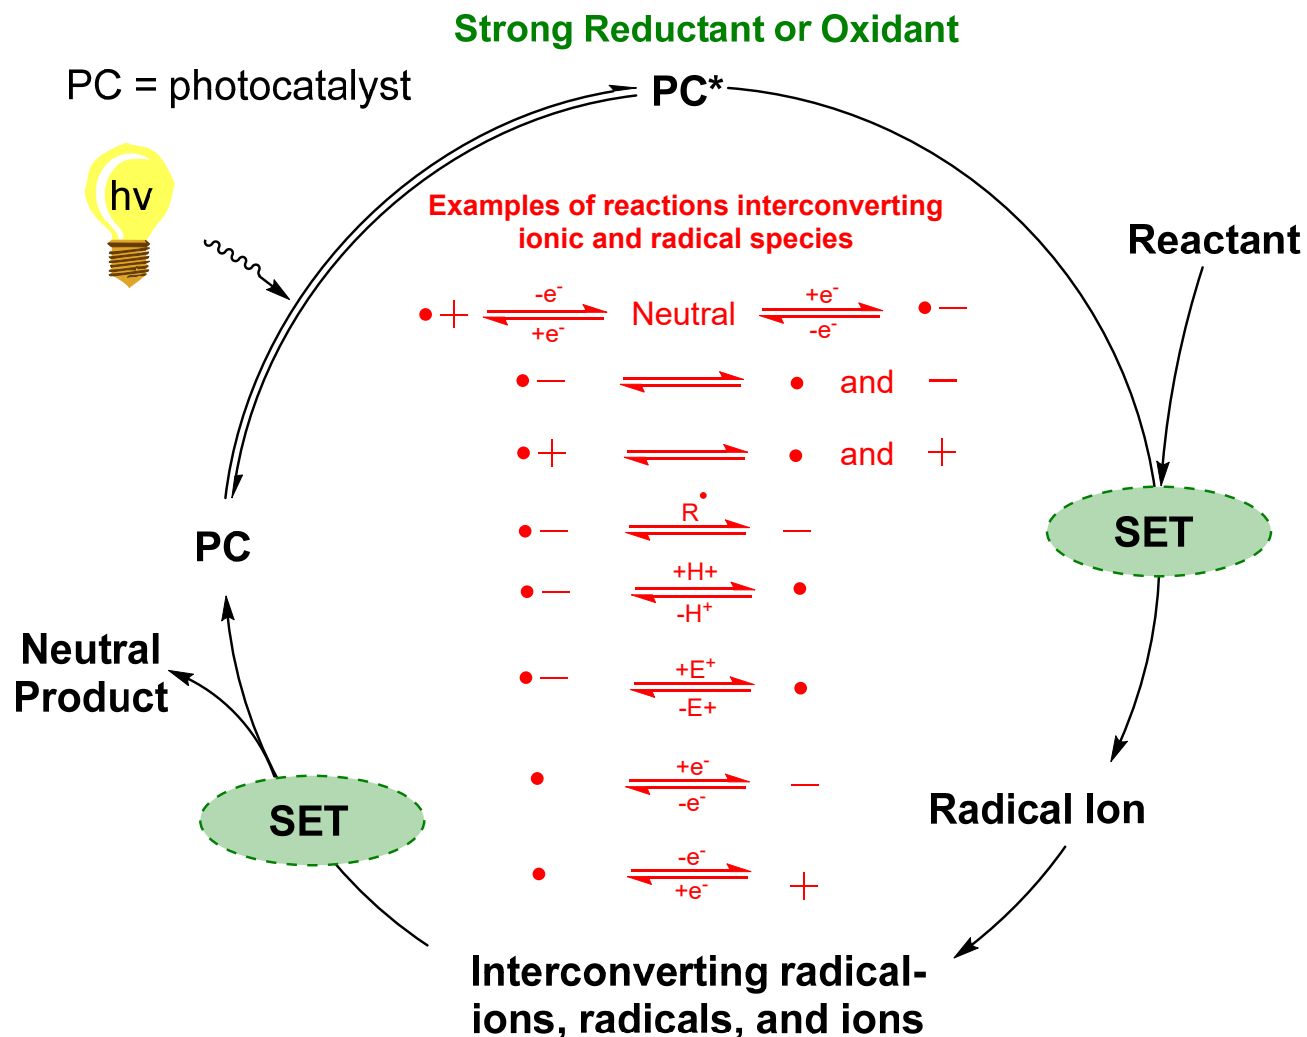 Strong Reductant or Oxidant
PC = photocatalyst
PC*
hv
Examples of reactions interconverting
ionic and radical species
Reactant
•+ -e⁻ +e⁻ Neutral +e⁻ -e⁻ •−
•− • and −
•+ • and +
•− R• −
SET
PC
•− +H+ -H⁺ •
Neutral
Product
•− +E⁺ -E+ •
• +e⁻ -e⁻ −
Radical Ion
SET
• -e⁻ +e⁻ +
Interconverting radical-
ions, radicals, and ions